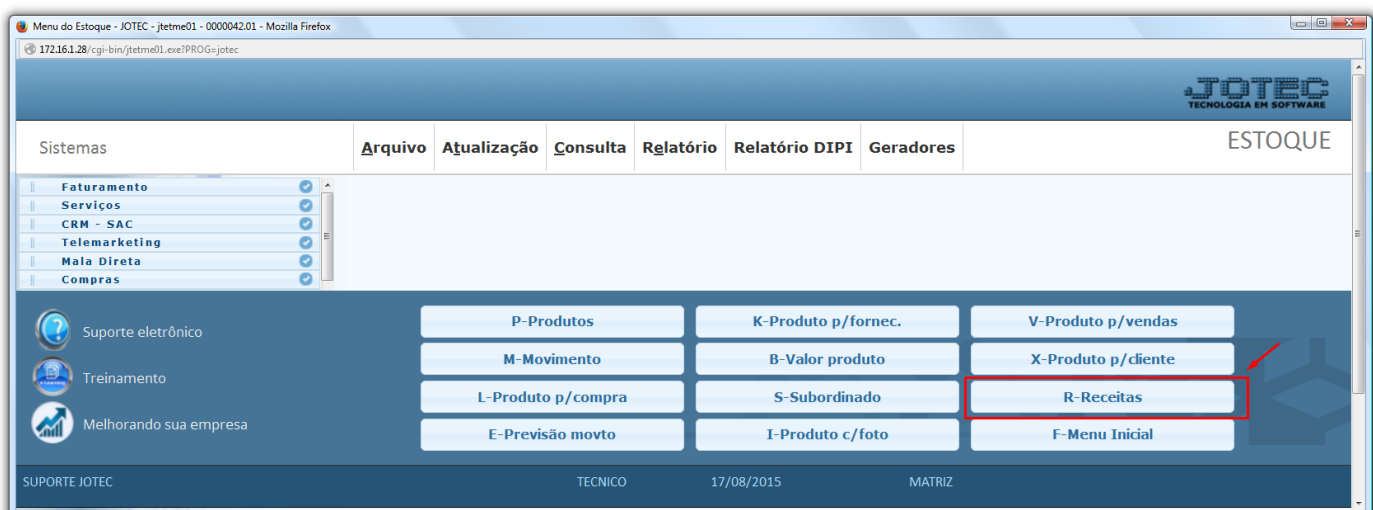 Menu do Estoque - JOTEC - jtetme01 - 0000042.01 - Mozilla Firefox
172.16.1.28/cgi-bin/jtetme01.exe?PROG=jotec
aJOTEC
TECNOLOGIA EM SOFTWARE
Sistemas
Arquivo Atualização Consulta Relatório Relatório DIPI Geradores
ESTOQUE
Faturamento
Serviços
CRM - SAC
Telemarketing
Mala Direta
Compras
Suporte eletrônico
Treinamento
Melhorando sua empresa
P-Produtos K-Produto p/fornec. V-Produto p/vendas
M-Movimento B-Valor produto X-Produto p/cliente
L-Produto p/compra S-Subordinado R-Receitas
E-Previsão movto I-Produto c/foto F-Menu Inicial
SUPORTE JOTEC TECNICO 17/08/2015 MATRIZ